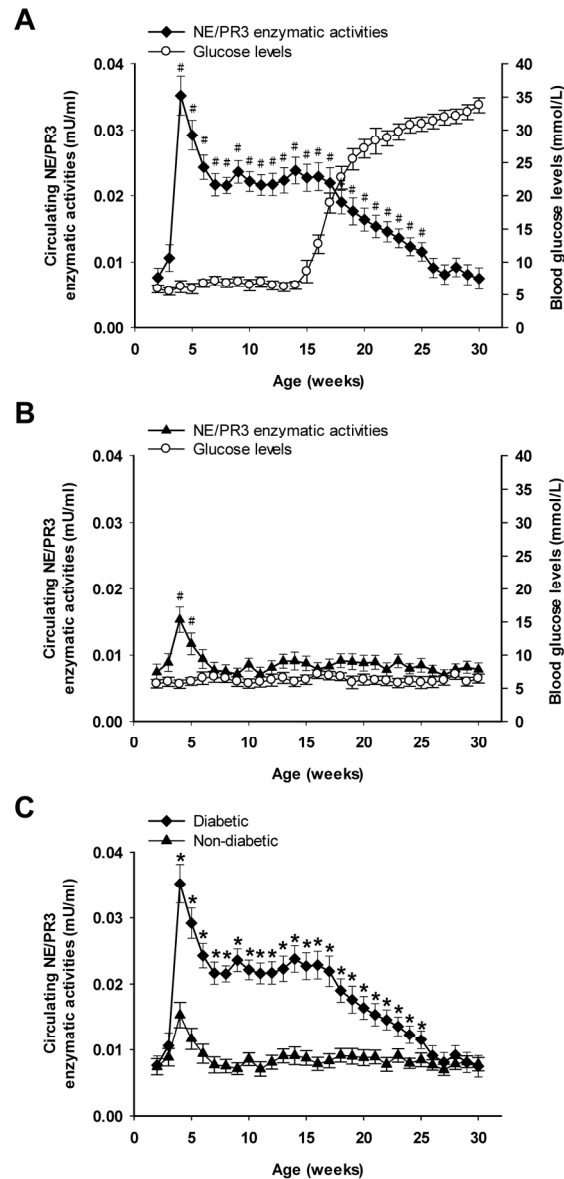 A
NE/PR3 enzymatic activities
Glucose levels
Circulating NE/PR3
enzymatic activities (mU/ml)
0.04
0.03
0.02
0.01
0.00
40
35
30
25
20
15
10
5
0
Blood glucose levels (mmol/L)
# # # # # # # # # # # # # # # # # # # # # #
0 5 10 15 20 25 30
Age (weeks)
B
NE/PR3 enzymatic activities
Glucose levels
Circulating NE/PR3
enzymatic activities (mU/ml)
0.04
0.03
0.02
0.01
0.00
40
35
30
25
20
15
10
5
0
Blood glucose levels (mmol/L)
# #
0 5 10 15 20 25 30
Age (weeks)
C
Diabetic
Non-diabetic
Circulating NE/PR3
enzymatic activities (mU/ml)
0.04
0.03
0.02
0.01
0.00
* * * * * * * * * * * * * * * * * * * * * *
0 5 10 15 20 25 30
Age (weeks)